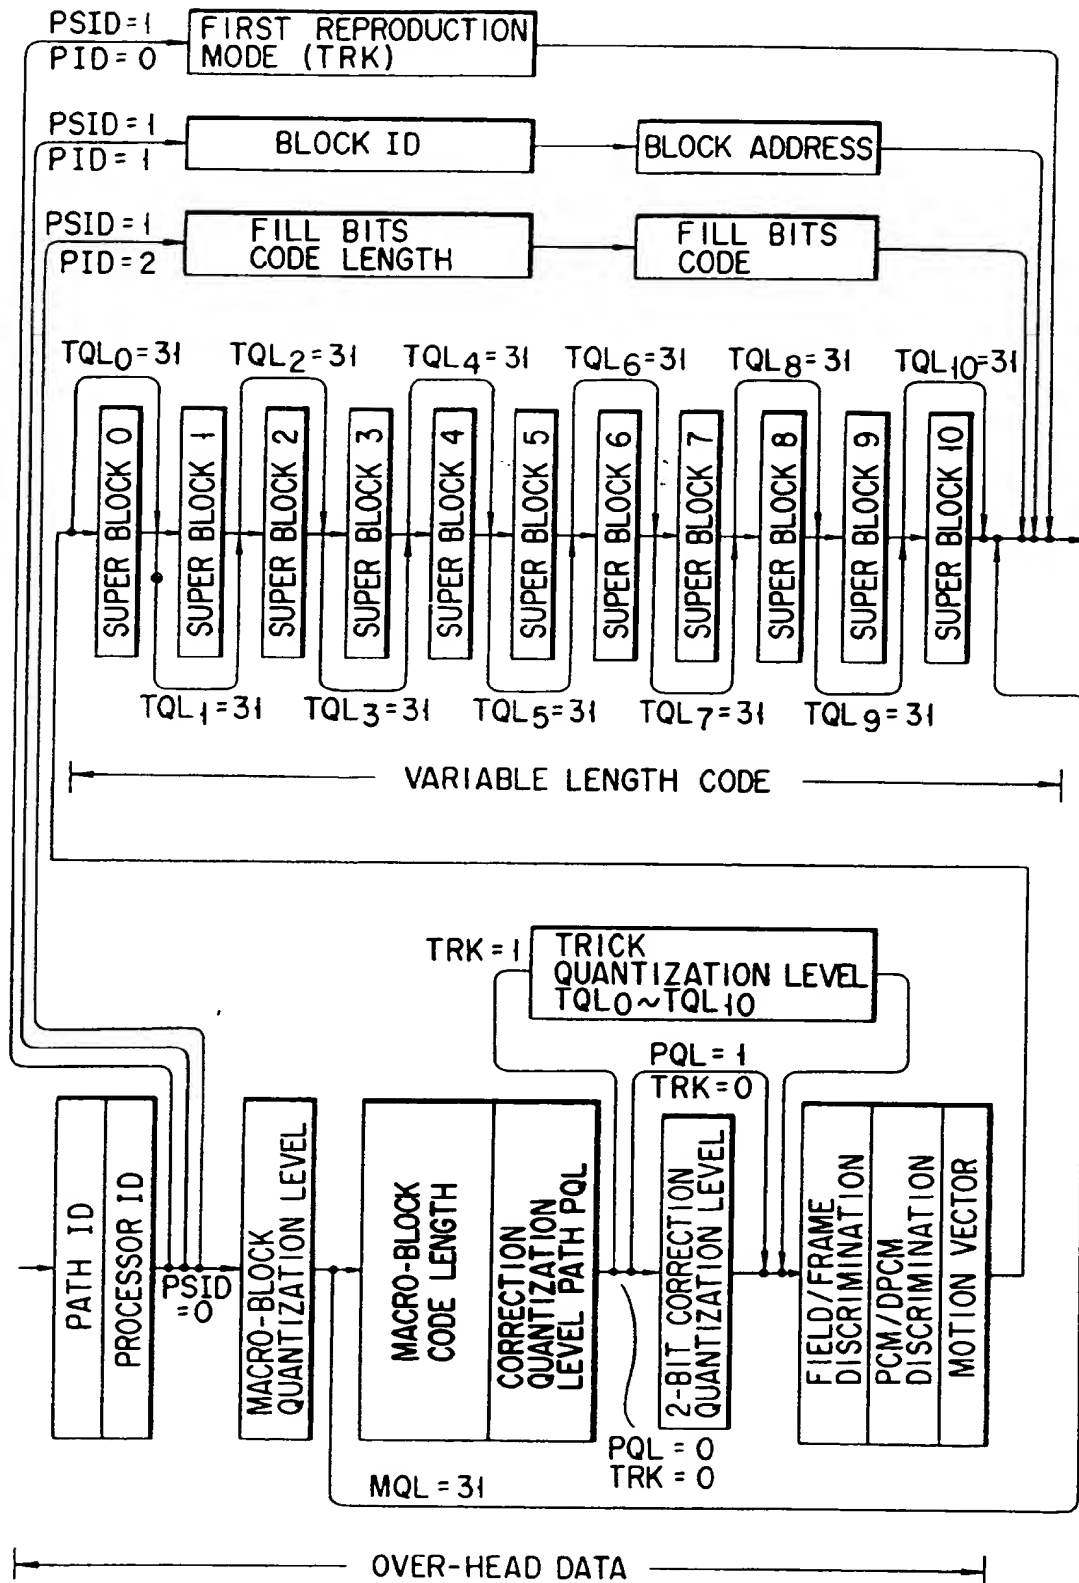 PSID=1
PID=0
FIRST REPRODUCTION
MODE (TRK)
PSID=1
PID=1
BLOCK ID
BLOCK ADDRESS
PSID=1
PID=2
FILL BITS
CODE LENGTH
FILL BITS
CODE
TQL0=31
TQL2=31
TQL4=31
TQL6=31
TQL8=31
TQL10=31
SUPER BLOCK 0
SUPER BLOCK 1
SUPER BLOCK 2
SUPER BLOCK 3
SUPER BLOCK 4
SUPER BLOCK 5
SUPER BLOCK 6
SUPER BLOCK 7
SUPER BLOCK 8
SUPER BLOCK 9
SUPER BLOCK 10
TQL1=31
TQL3=31
TQL5=31
TQL7=31
TQL9=31
VARIABLE LENGTH CODE
TRK=1
TRICK
QUANTIZATION LEVEL
TQL0~TQL10
PQL=1
TRK=0
PATH ID
PROCESSOR ID
PSID
=0
MACRO-BLOCK
QUANTIZATION LEVEL
MACRO-BLOCK
CODE LENGTH
CORRECTION
QUANTIZATION
LEVEL PATH PQL
2-BIT CORRECTION
QUANTIZATION LEVEL
FIELD/FRAME
DISCRIMINATION
PCM/DPCM
DISCRIMINATION
MOTION VECTOR
PQL=0
TRK=0
MQL=31
OVER-HEAD DATA